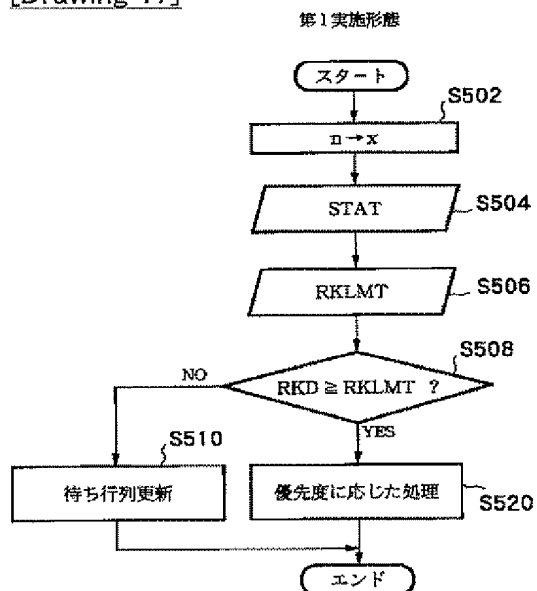 [Drawing 17]
第1実施形態
スタート
S502
n→x
STAT
S504
RKLMT
S506
S508
RKD ≧ RKLMT ?
NO
YES
S510
待ち行列更新
優先度に応じた処理
S520
エンド